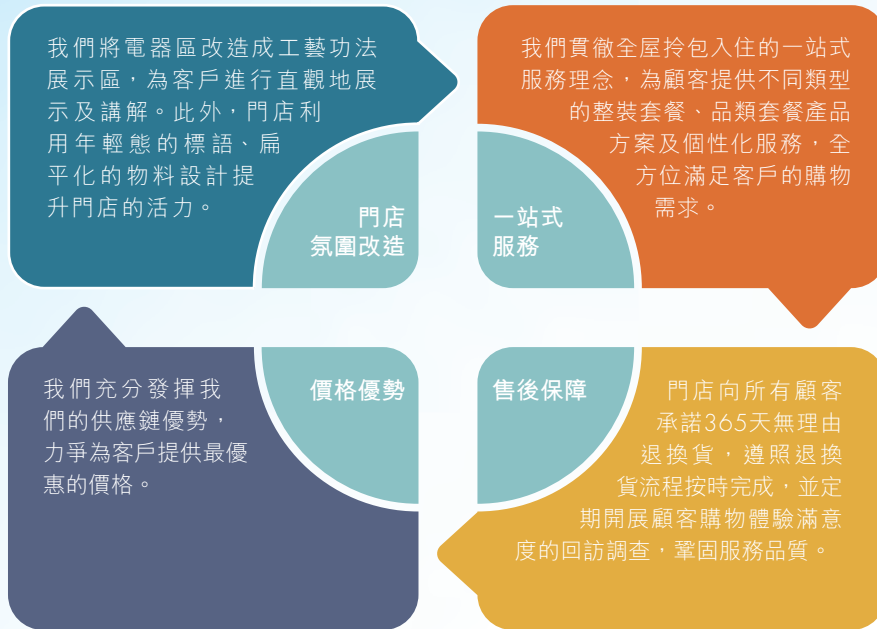 我們將電器區改造成工藝功法
展示區，為客戶進行直觀地展
示及講解。此外，門店利
用年輕態的標語、扁
平化的物料設計提
升門店的活力。
門店
氛圍改造
我們貫徹全屋拎包入住的一站式
服務理念，為顧客提供不同類型
的整裝套餐、品類套餐產品
方案及個性化服務，全
方位滿足客戶的購物
需求。
一站式
服務
我們充分發揮我
們的供應鏈優勢，
力爭為客戶提供最優
惠的價格。
價格優勢
售後保障
門店向所有顧客
承諾365天無理由
退換貨，遵照退換
貨流程按時完成，並定
期開展顧客購物體驗滿意
度的回訪調查，鞏固服務品質。